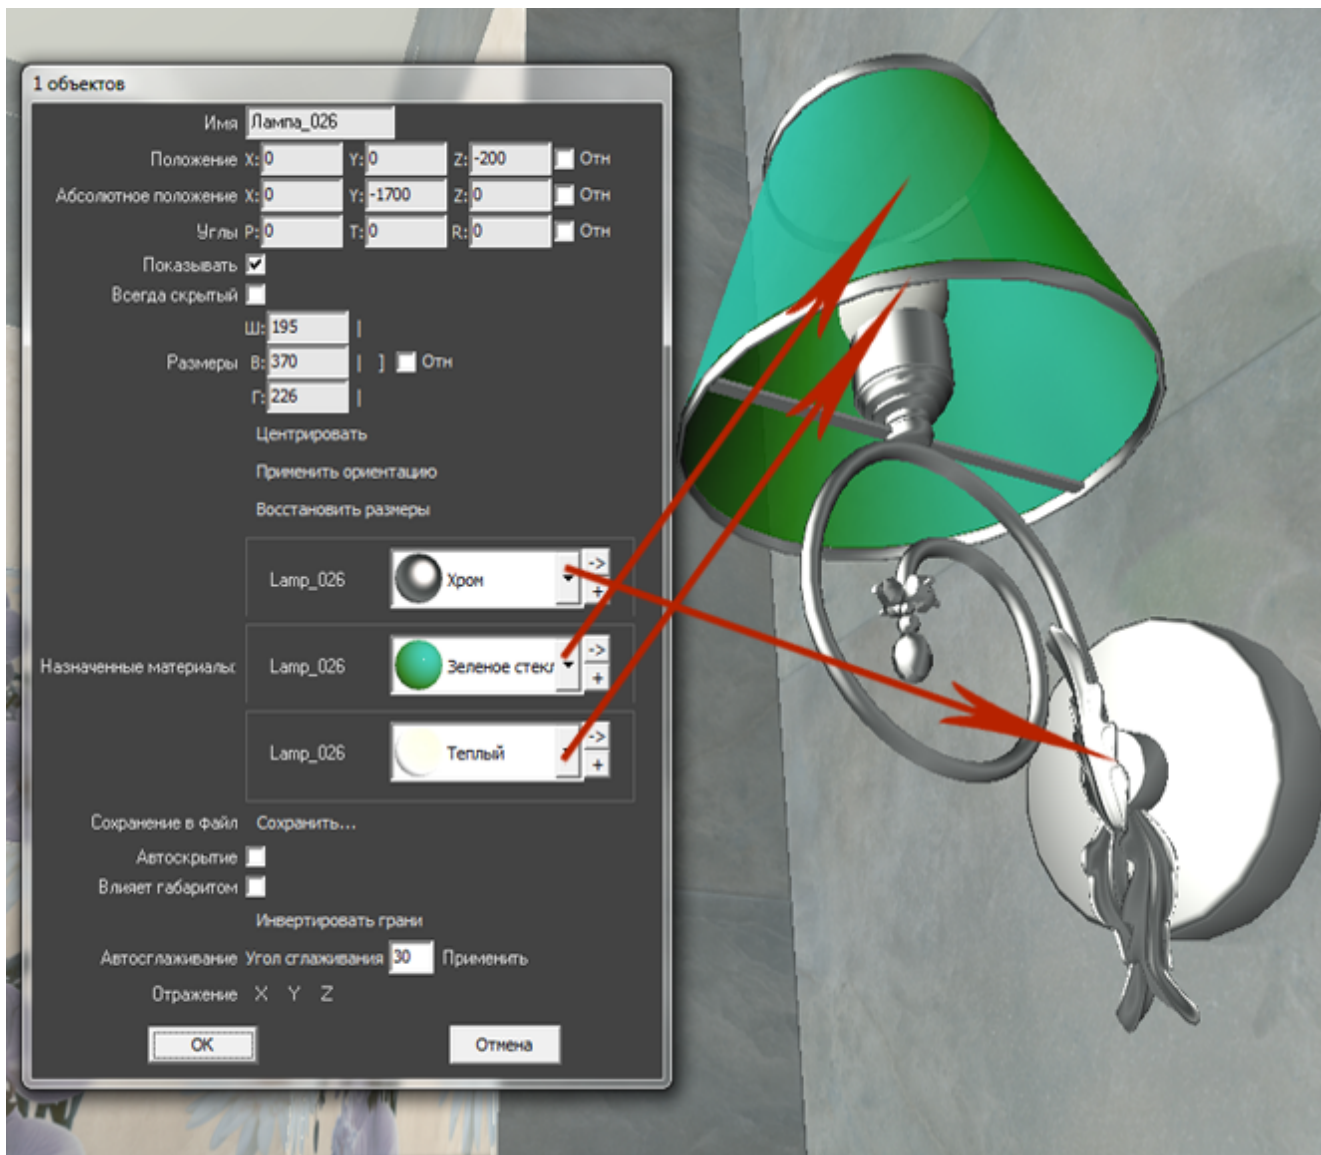 1 объектов
Имя Лампа_026
Положение X: 0 Y: 0 Z: -200 Отн
Абсолютное положение X: 0 Y: -1700 Z: 0 Отн
Углы P: 0 T: 0 R: 0 Отн
Показывать
Всегда скрытый
Ш: 195 |
Размеры В: 370 | ] Отн
Г: 226 |
Центрировать
Применить ориентацию
Восстановить размеры
Lamp_026 Хром ->
+
Назначенные материалы: Lamp_026 Зеленое стекл ->
+
Lamp_026 Теплый ->
+
Сохранение в файл Сохранить...
Автоскрытие
Влияет габаритом
Инвертировать грани
Автосглаживание Угол сглаживания 30 Применить
Отражение X Y Z
OK Отмена